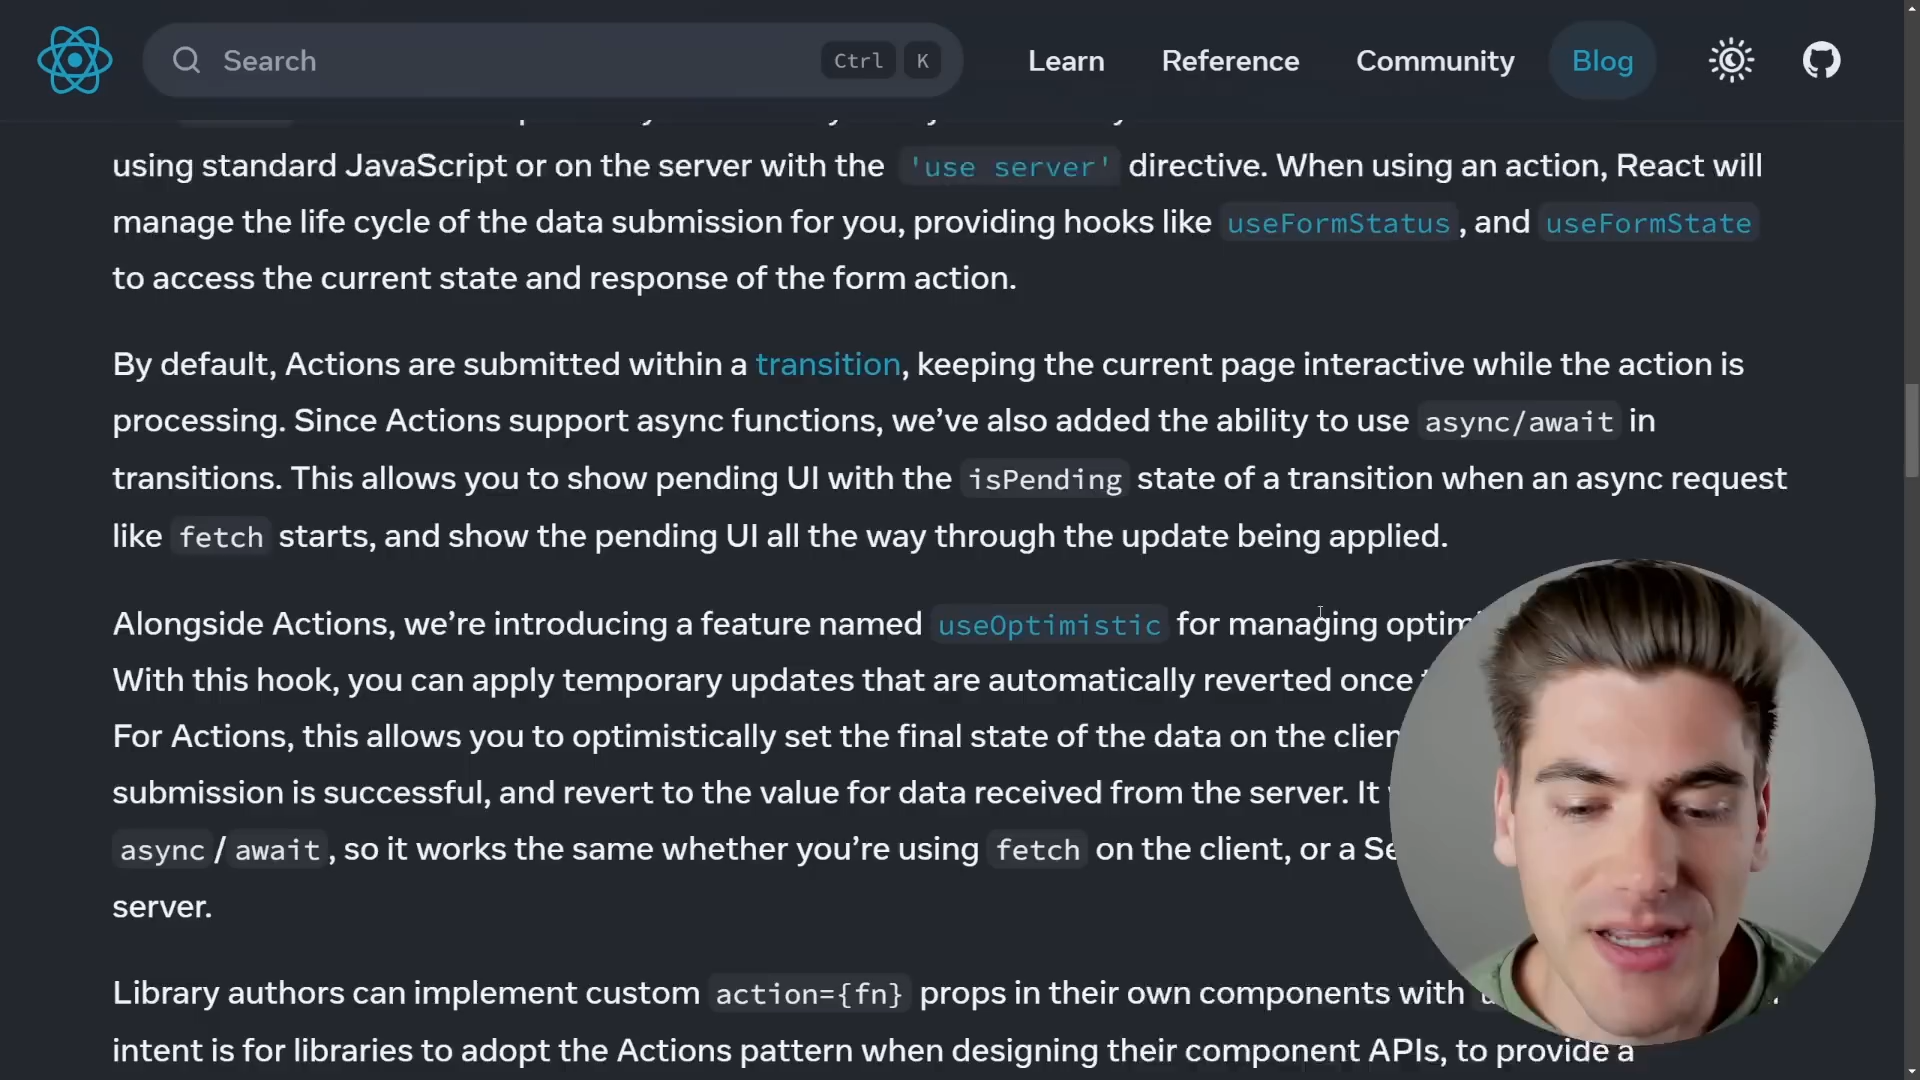 Search
Ctrl K
Learn
Reference
Community
Blog
using standard JavaScript or on the server with the 'use server' directive. When using an action, React will
manage the life cycle of the data submission for you, providing hooks like useFormStatus, and useFormState
to access the current state and response of the form action.
By default, Actions are submitted within a transition, keeping the current page interactive while the action is
processing. Since Actions support async functions, we’ve also added the ability to use async/await in
transitions. This allows you to show pending UI with the isPending state of a transition when an async request
like fetch starts, and show the pending UI all the way through the update being applied.
Alongside Actions, we’re introducing a feature named useOptimistic for managing optim
With this hook, you can apply temporary updates that are automatically reverted once
For Actions, this allows you to optimistically set the final state of the data on the clien
submission is successful, and revert to the value for data received from the server. It
async/await, so it works the same whether you’re using fetch on the client, or a Se
server.
Library authors can implement custom action={fn} props in their own components with
intent is for libraries to adopt the Actions pattern when designing their component APIs, to provide a